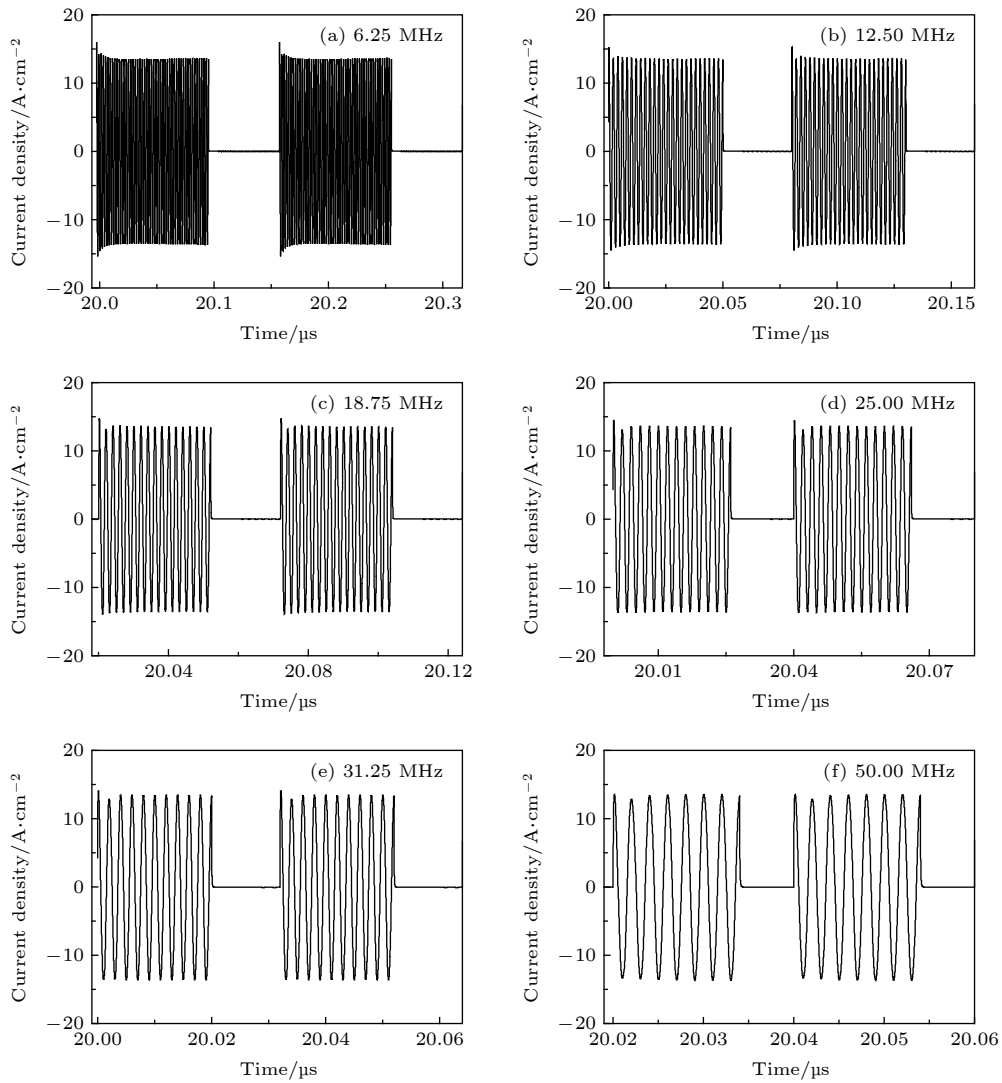 20
(a) 6.25 MHz
10
0
−10
−20
Current density/A·cm−2
20.0 20.1 20.2 20.3
Time/µs
20
(b) 12.50 MHz
10
0
−10
−20
Current density/A·cm−2
20.00 20.05 20.10 20.15
Time/µs
20
(c) 18.75 MHz
10
0
−10
−20
Current density/A·cm−2
20.04 20.08 20.12
Time/µs
20
(d) 25.00 MHz
10
0
−10
−20
Current density/A·cm−2
20.01 20.04 20.07
Time/µs
20
(e) 31.25 MHz
10
0
−10
−20
Current density/A·cm−2
20.00 20.02 20.04 20.06
Time/µs
20
(f) 50.00 MHz
10
0
−10
−20
Current density/A·cm−2
20.02 20.03 20.04 20.05 20.06
Time/µs